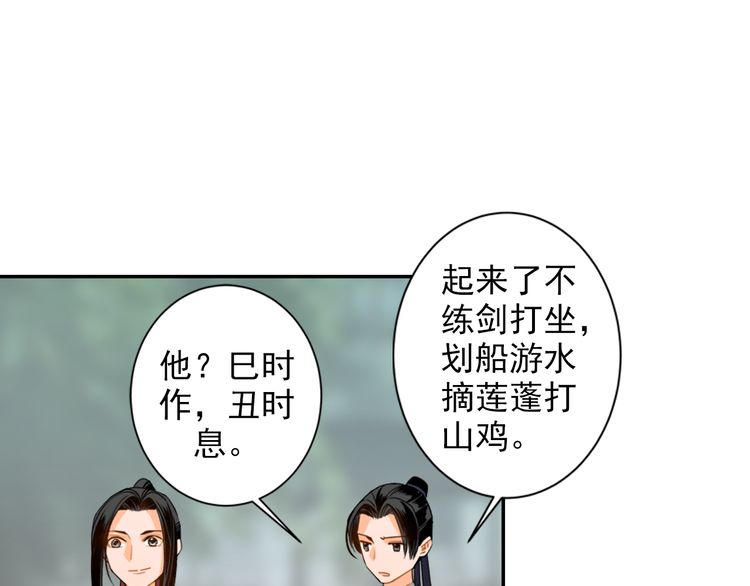 他？巳时
作，丑时
息。
起来了不
练剑打坐，
划船游水
摘莲蓬打
山鸡。